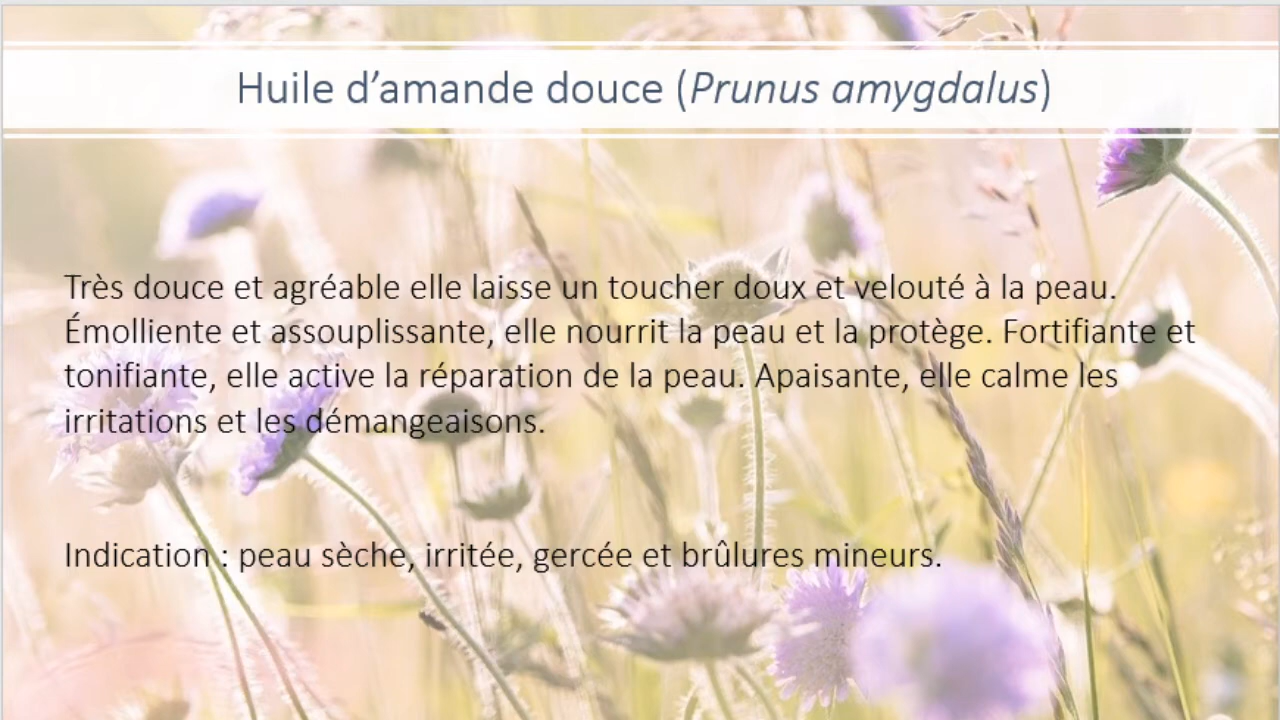 Huile d’amande douce (Prunus amygdalus)
Très douce et agréable elle laisse un toucher doux et velouté à la peau.
Émolliente et assouplissante, elle nourrit la peau et la protège. Fortifiante et
tonifiante, elle active la réparation de la peau. Apaisante, elle calme les
irritations et les démangeaisons.
Indication : peau sèche, irritée, gercée et brûlures mineurs.